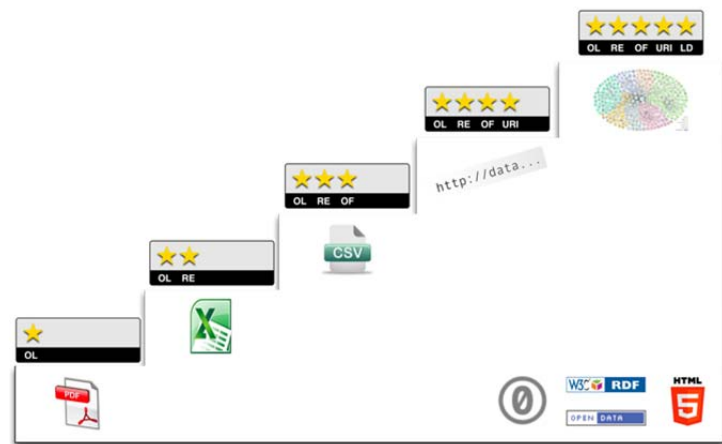 OL RE OF URI LD
OL RE OF URI
http://data...
OL RE OF
CSV
OL RE
X
OL
PDF
0
W3C RDF
HTML
5
OPEN DATA